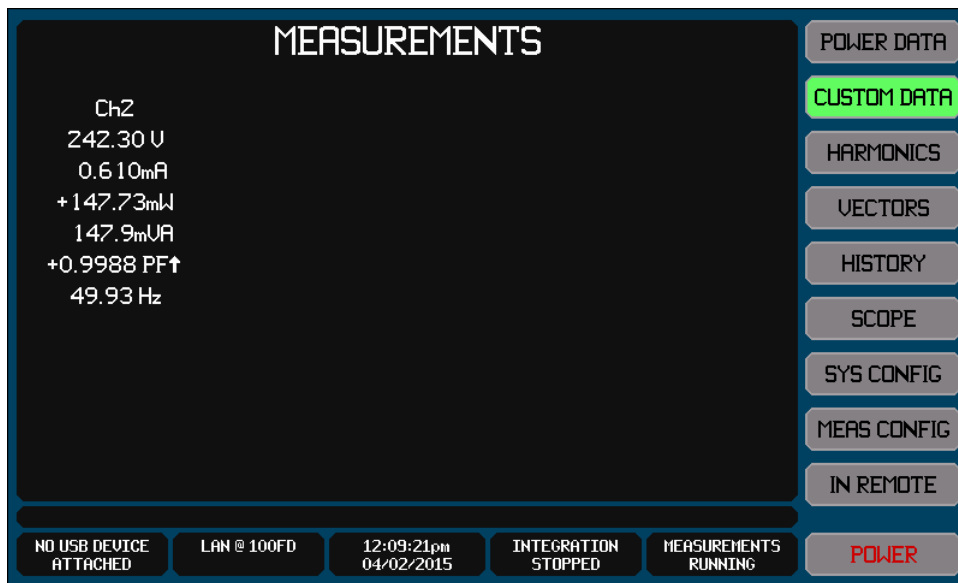 MEASUREMENTS
Ch2
242.30 V
0.610mA
+147.73mW
147.9mVA
+0.9988 PF↑
49.93 Hz
POWER DATA
CUSTOM DATA
HARMONICS
VECTORS
HISTORY
SCOPE
SYS CONFIG
MEAS CONFIG
IN REMOTE
POWER
NO USB DEVICE
ATTACHED
LAN @ 100FD
12:09:21pm
04/02/2015
INTEGRATION
STOPPED
MEASUREMENTS
RUNNING